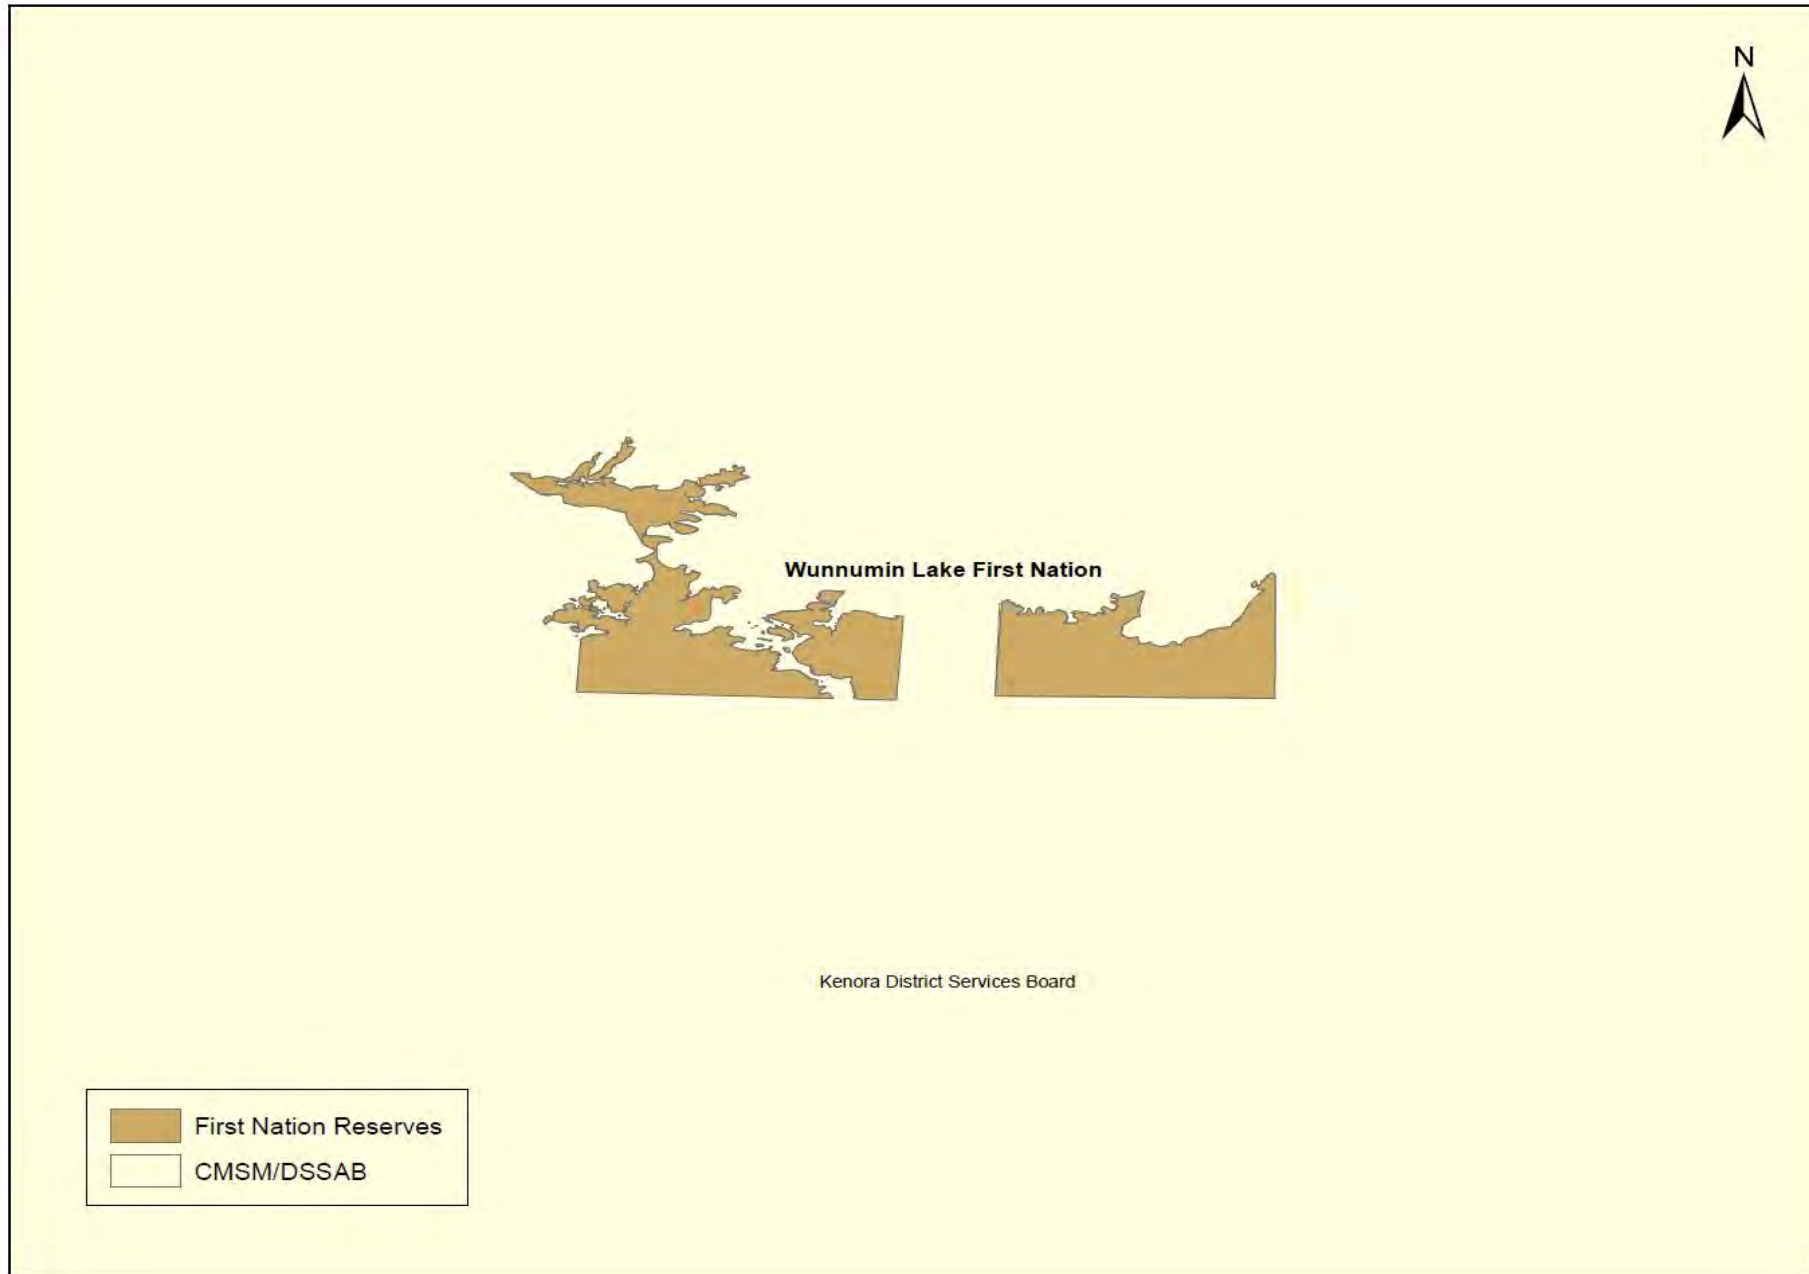 N
Wunnumin Lake First Nation
Kenora District Services Board
First Nation Reserves
CMSM/DSSAB